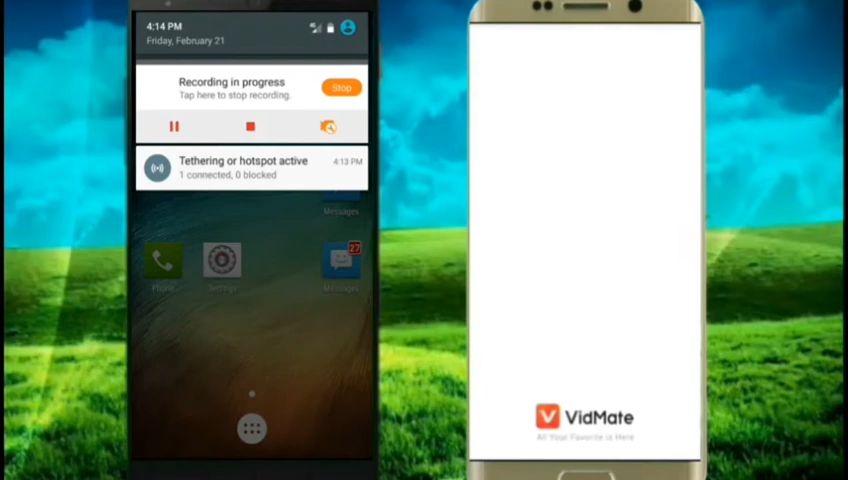 4:14 PM
Friday, February 21
Recording in progress
Tap here to stop recording.
Stop
Tethering or hotspot active
4:13 PM
1 connected, 0 blocked
Messages
27
Phone
Settings
Messages
VidMate
All Your Favorite is Here